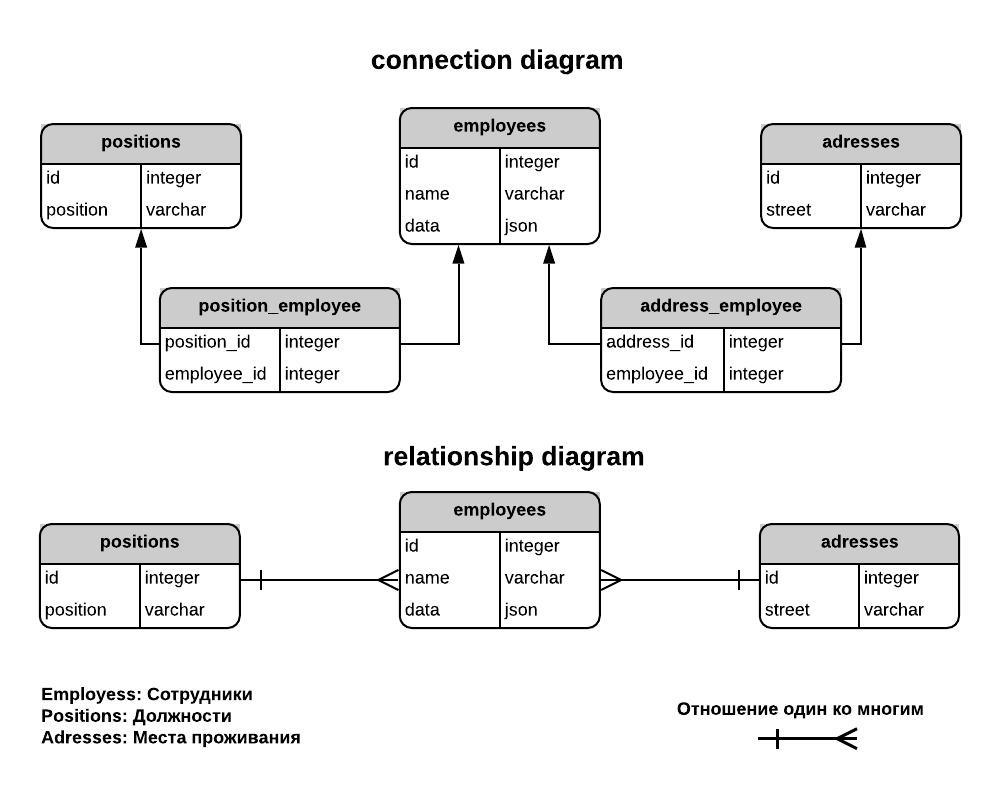 connection diagram
positions
id integer
position varchar
employees
id integer
name varchar
data json
adresses
id integer
street varchar
position_employee
position_id integer
employee_id integer
address_employee
address_id integer
employee_id integer
relationship diagram
positions
id integer
position varchar
employees
id integer
name varchar
data json
adresses
id integer
street varchar
Employess: Сотрудники
Positions: Должности
Adresses: Места проживания
Отношение один ко многим